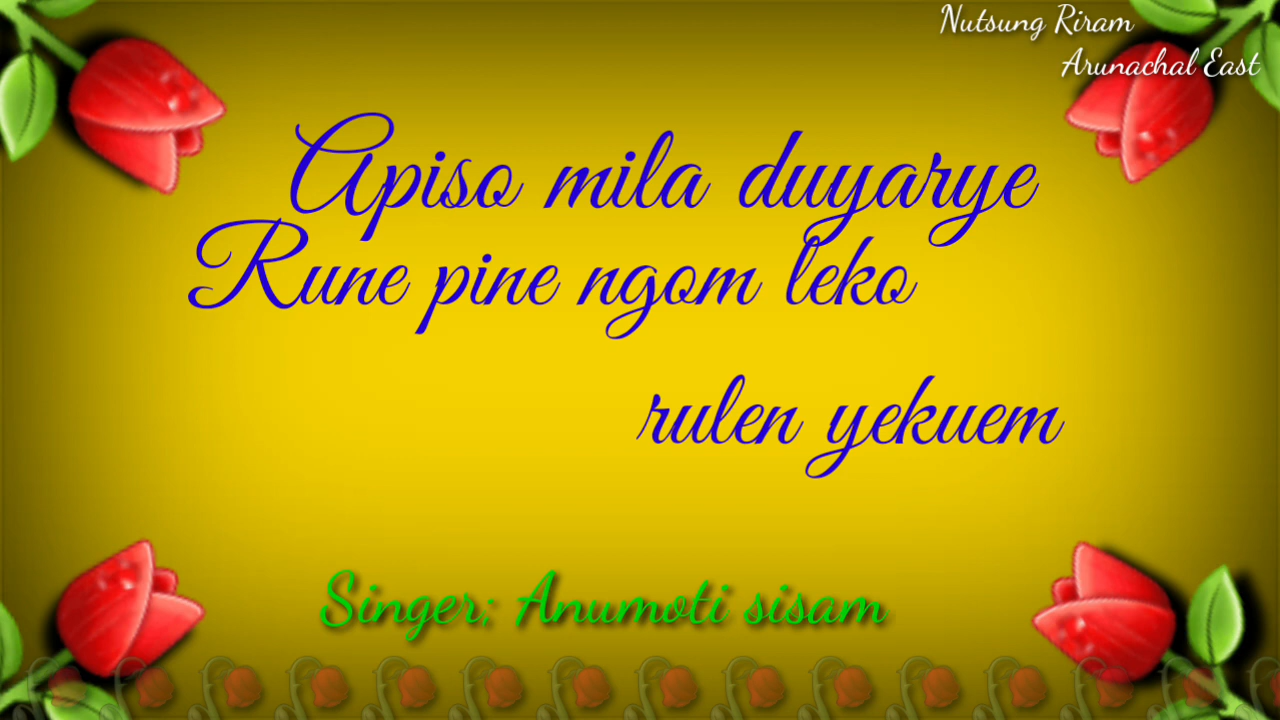 Nutsung Riram
Arunachal East
Apiso mila duyarye
Rune pine ngom leko
rulen yekuem
Singer; Anumoti sisam